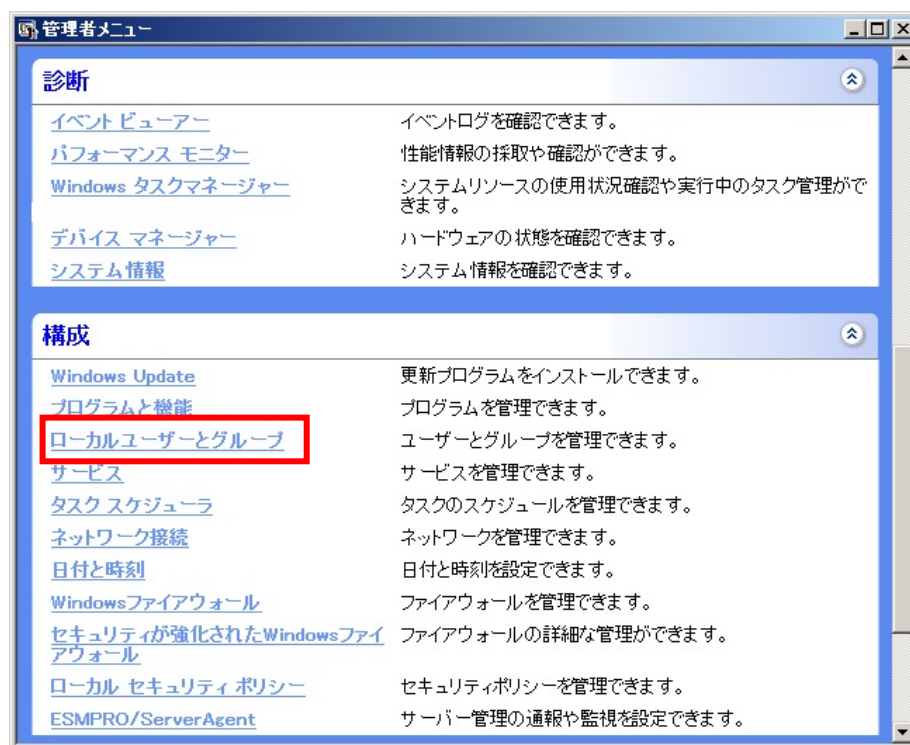 管理者メニュー
診断
イベント ビューアー イベントログを確認できます。
パフォーマンス モニター 性能情報の採取や確認ができます。
Windows タスクマネージャー システムリソースの使用状況確認や実行中のタスク管理がで
きます。
デバイス マネージャー ハードウェアの状態を確認できます。
システム情報 システム情報を確認できます。
構成
Windows Update 更新プログラムをインストールできます。
プログラムと機能 プログラムを管理できます。
ローカルユーザーとグループ ユーザーとグループを管理できます。
サービス サービスを管理できます。
タスク スケジューラ タスクのスケジュールを管理できます。
ネットワーク接続 ネットワークを管理できます。
日付と時刻 日付と時刻を設定できます。
Windowsファイアウォール ファイアウォールを管理できます。
セキュリティが強化されたWindowsファイ ファイアウォールの詳細な管理ができます。
アウォール
ローカル セキュリティ ポリシー セキュリティポリシーを管理できます。
ESMPRO/ServerAgent サーバー管理の通報や監視を設定できます。